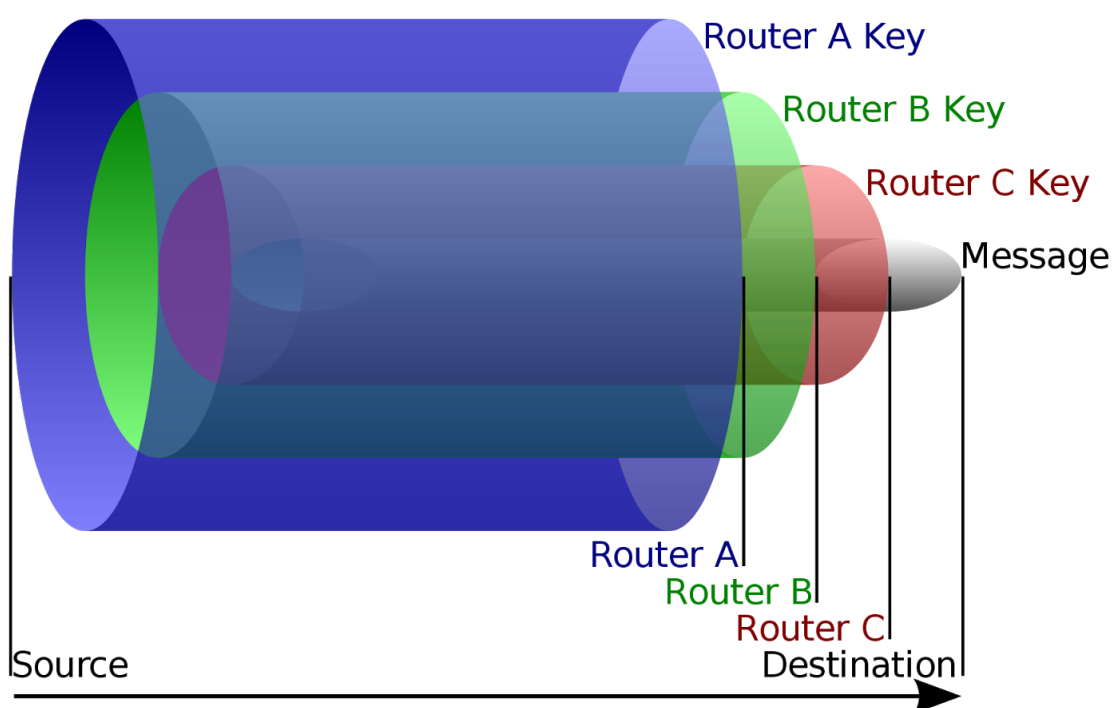 Router A Key
Router B Key
Router C Key
Message
Router A
Router B
Router C
Source
Destination